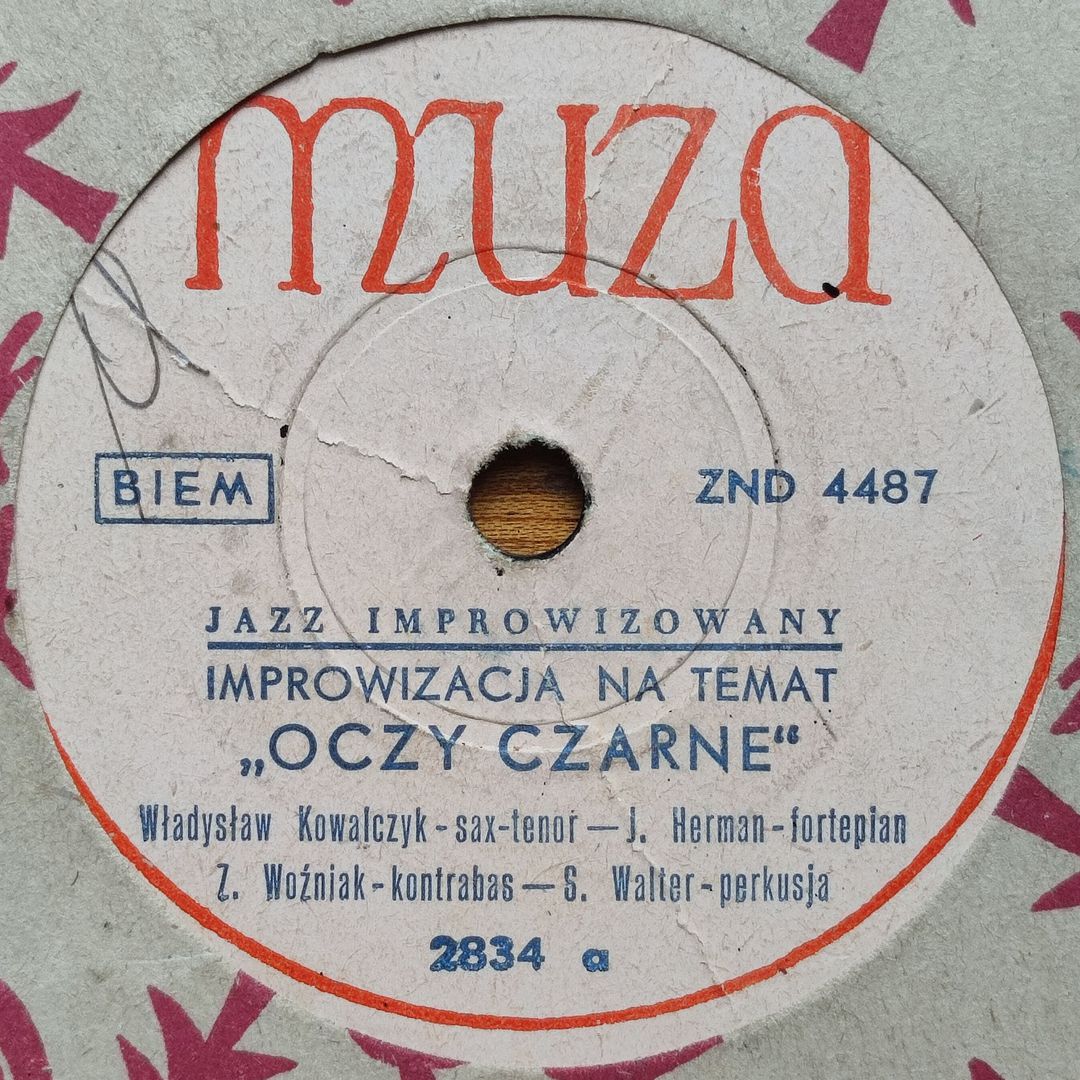 muza
BIEM
ZND 4487
JAZZ IMPROWIZOWANY
IMPROWIZACJA NA TEMAT
„OCZY CZARNE“
Władysław Kowalczyk-sax-tenor — J. Herman-fortepian
Z. Woźniak-kontrabas — S. Walter-perkusja
2834 a